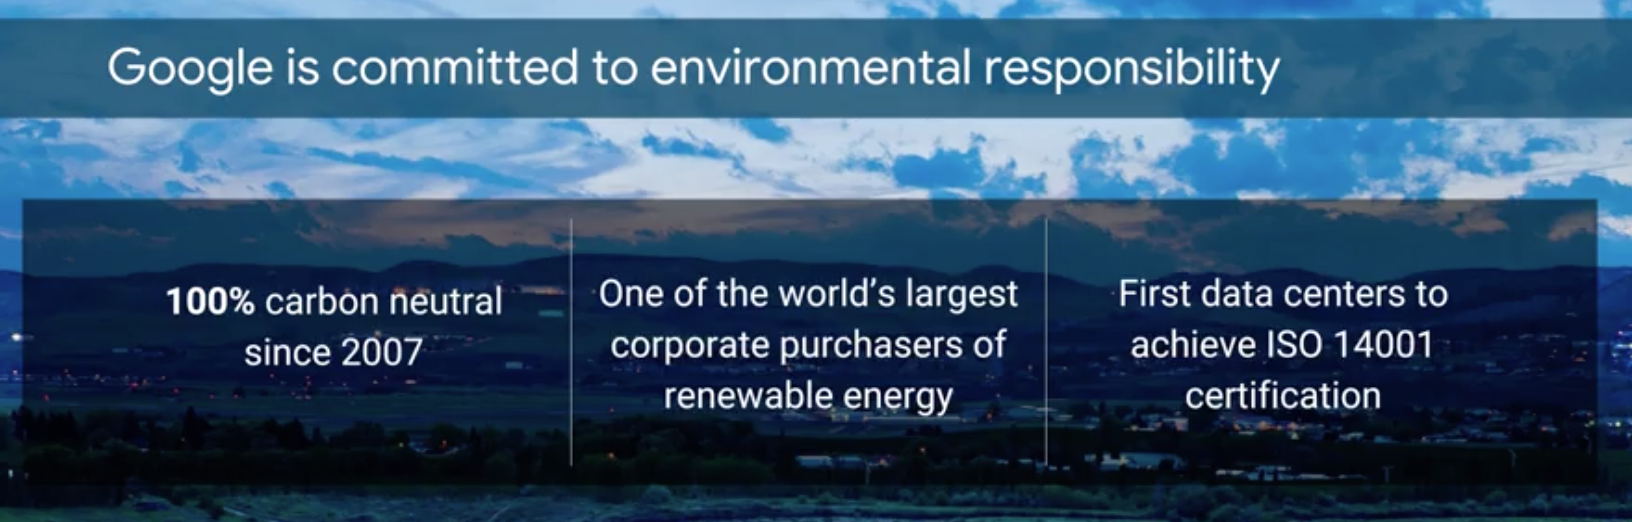 Google is committed to environmental responsibility
100% carbon neutral
since 2007
One of the world's largest
corporate purchasers of
renewable energy
First data centers to
achieve ISO 14001
certification